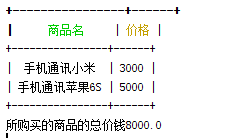 +------------------+-------+
|      商品名      | 价格 |
+------------------+------+
|  手机通讯小米  | 3000 |
| 手机通讯苹果6S | 5000 |
+------------------+------+
所购买的商品的总价钱8000.0